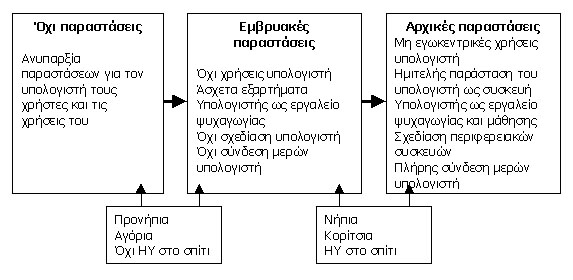 Όχι παραστάσεις
Ανυπαρξία
παραστάσεων για τον
υπολογιστή τους
χρήστες και τις
χρήσεις του
Εμβρυακές
παραστάσεις
Όχι χρήσεις υπολογιστή
Άσχετα εξαρτήματα
Υπολογιστής ως εργαλείο
ψυχαγωγίας
Όχι σχεδίαση υπολογιστή
Όχι σύνδεση μερών
υπολογιστή
Αρχικές παραστάσεις
Μη εγωκεντρικές χρήσεις
υπολογιστή
Ημιτελής παράσταση του
υπολογιστή ως συσκευή
Υπολογιστής ως εργαλείο
ψυχαγωγίας και μάθησης
Σχεδίαση περιφερειακών
συσκευών
Πλήρης σύνδεση μερών
υπολογιστή
Προνήπια
Αγόρια
Όχι ΗΥ στο σπίτι
Νήπια
Κορίτσια
ΗΥ στο σπίτι